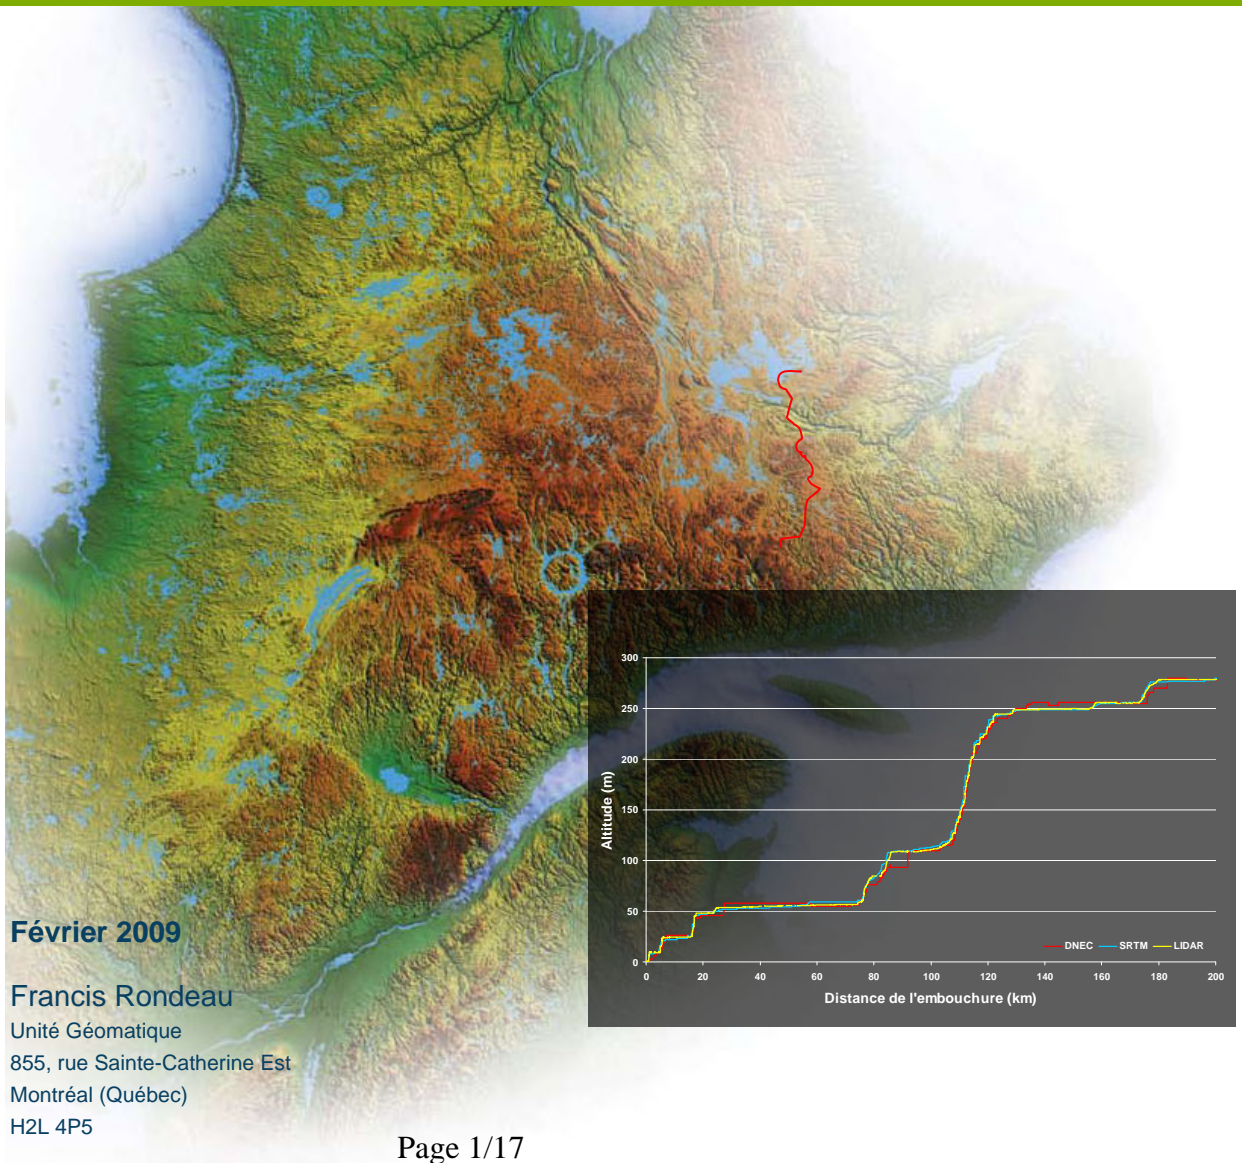 300
250
200
150
100
50
0
Altitude (m)
DNEC SRTM LIDAR
0 20 40 60 80 100 120 140 160 180 200
Distance de l'embouchure (km)
Février 2009
Francis Rondeau
Unité Géomatique
855, rue Sainte-Catherine Est
Montréal (Québec)
H2L 4P5
Page 1/17